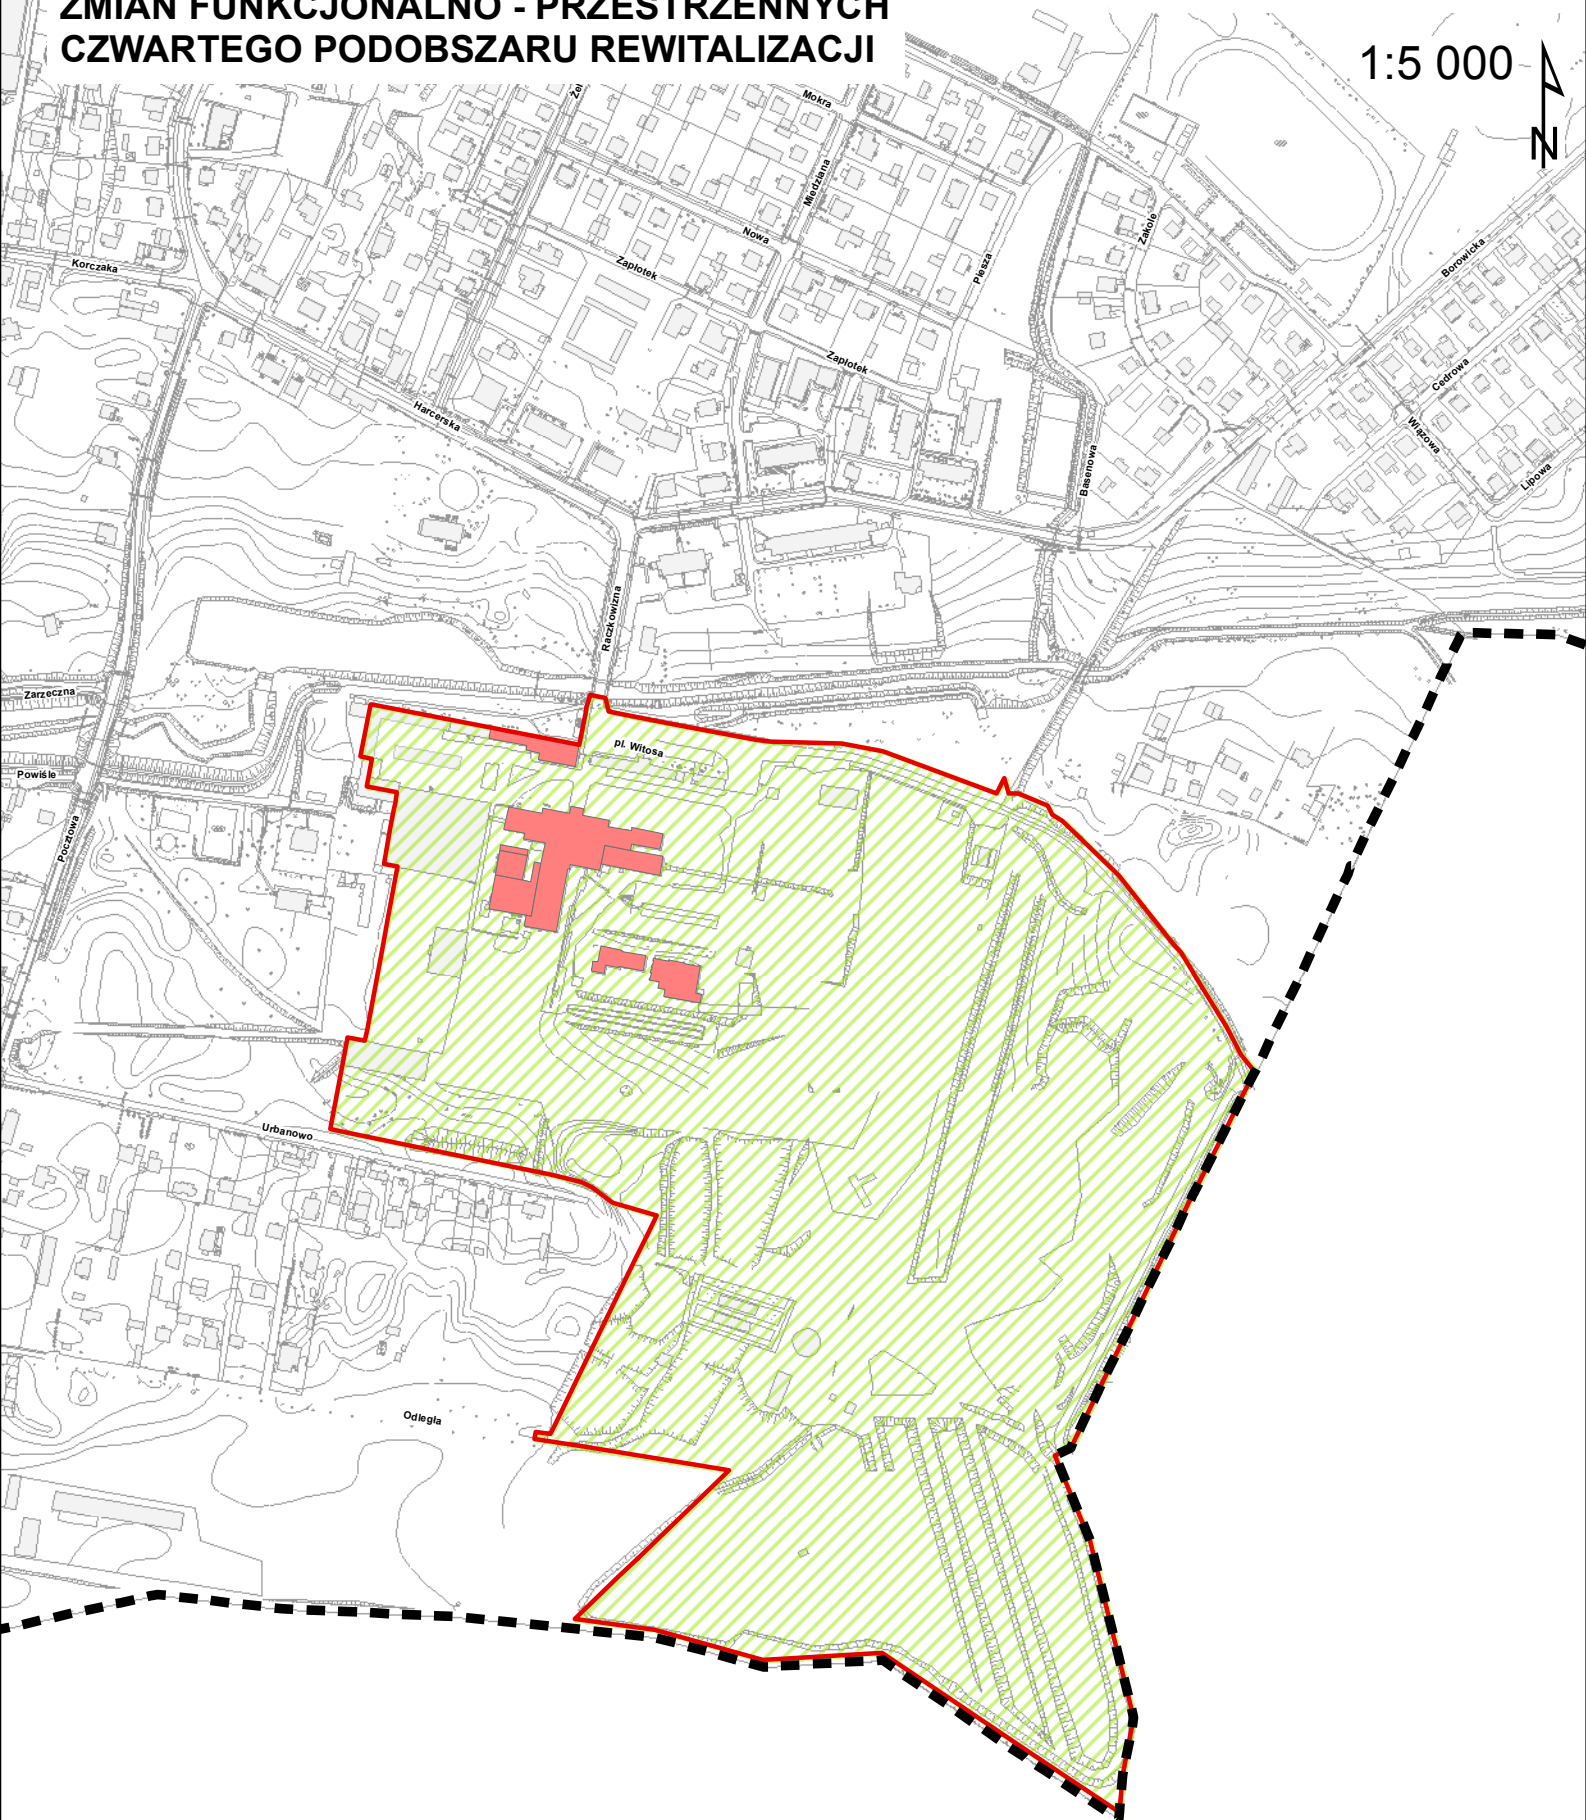 ZMIAN FUNKCJONALNO - PRZESTRZENNYCH
CZWARTEGO PODOBSZARU REWITALIZACJI
1:5 000
N
Mokra
Miedziana
Nowa
Zapłotek
Piesza
Zakole
Borowicka
Korczaka
Zapłotek
Cedrowa
Wiązowa
Lipowa
Harcerska
Basenowa
Raczkowizna
Zarzeczna
pl. Witosa
Powiśle
Pocztowa
Urbanowo
Odległa